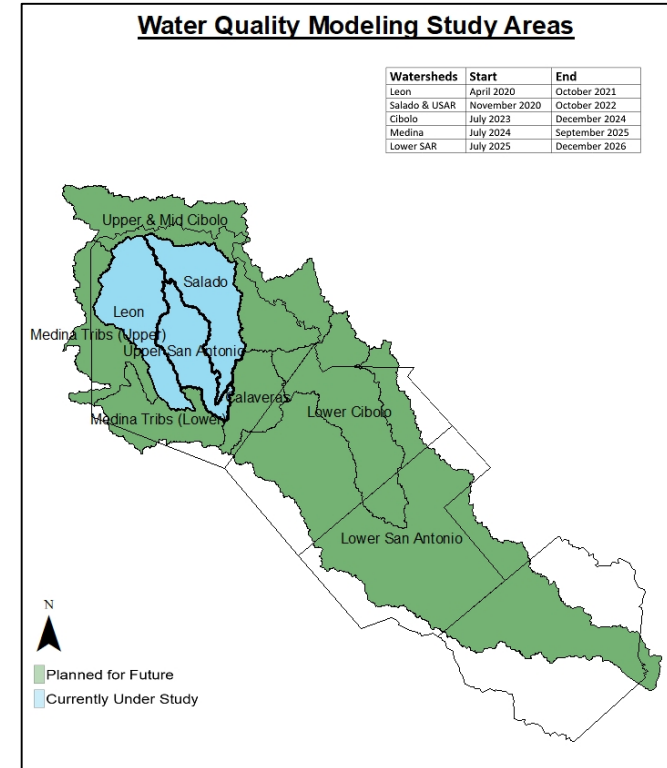 Water Quality Modeling Study Areas
Watersheds Start End
Leon April 2020 October 2021
Salado & USAR November 2020 October 2022
Cibolo July 2023 December 2024
Medina July 2024 September 2025
Lower SAR July 2025 December 2026
Upper & Mid Cibolo
Salado
Leon
Medina Tribs (Upper)
Upper San Antonio
Calaveras
Lower Cibolo
Medina Tribs (Lower)
Lower San Antonio
N
Planned for Future
Currently Under Study